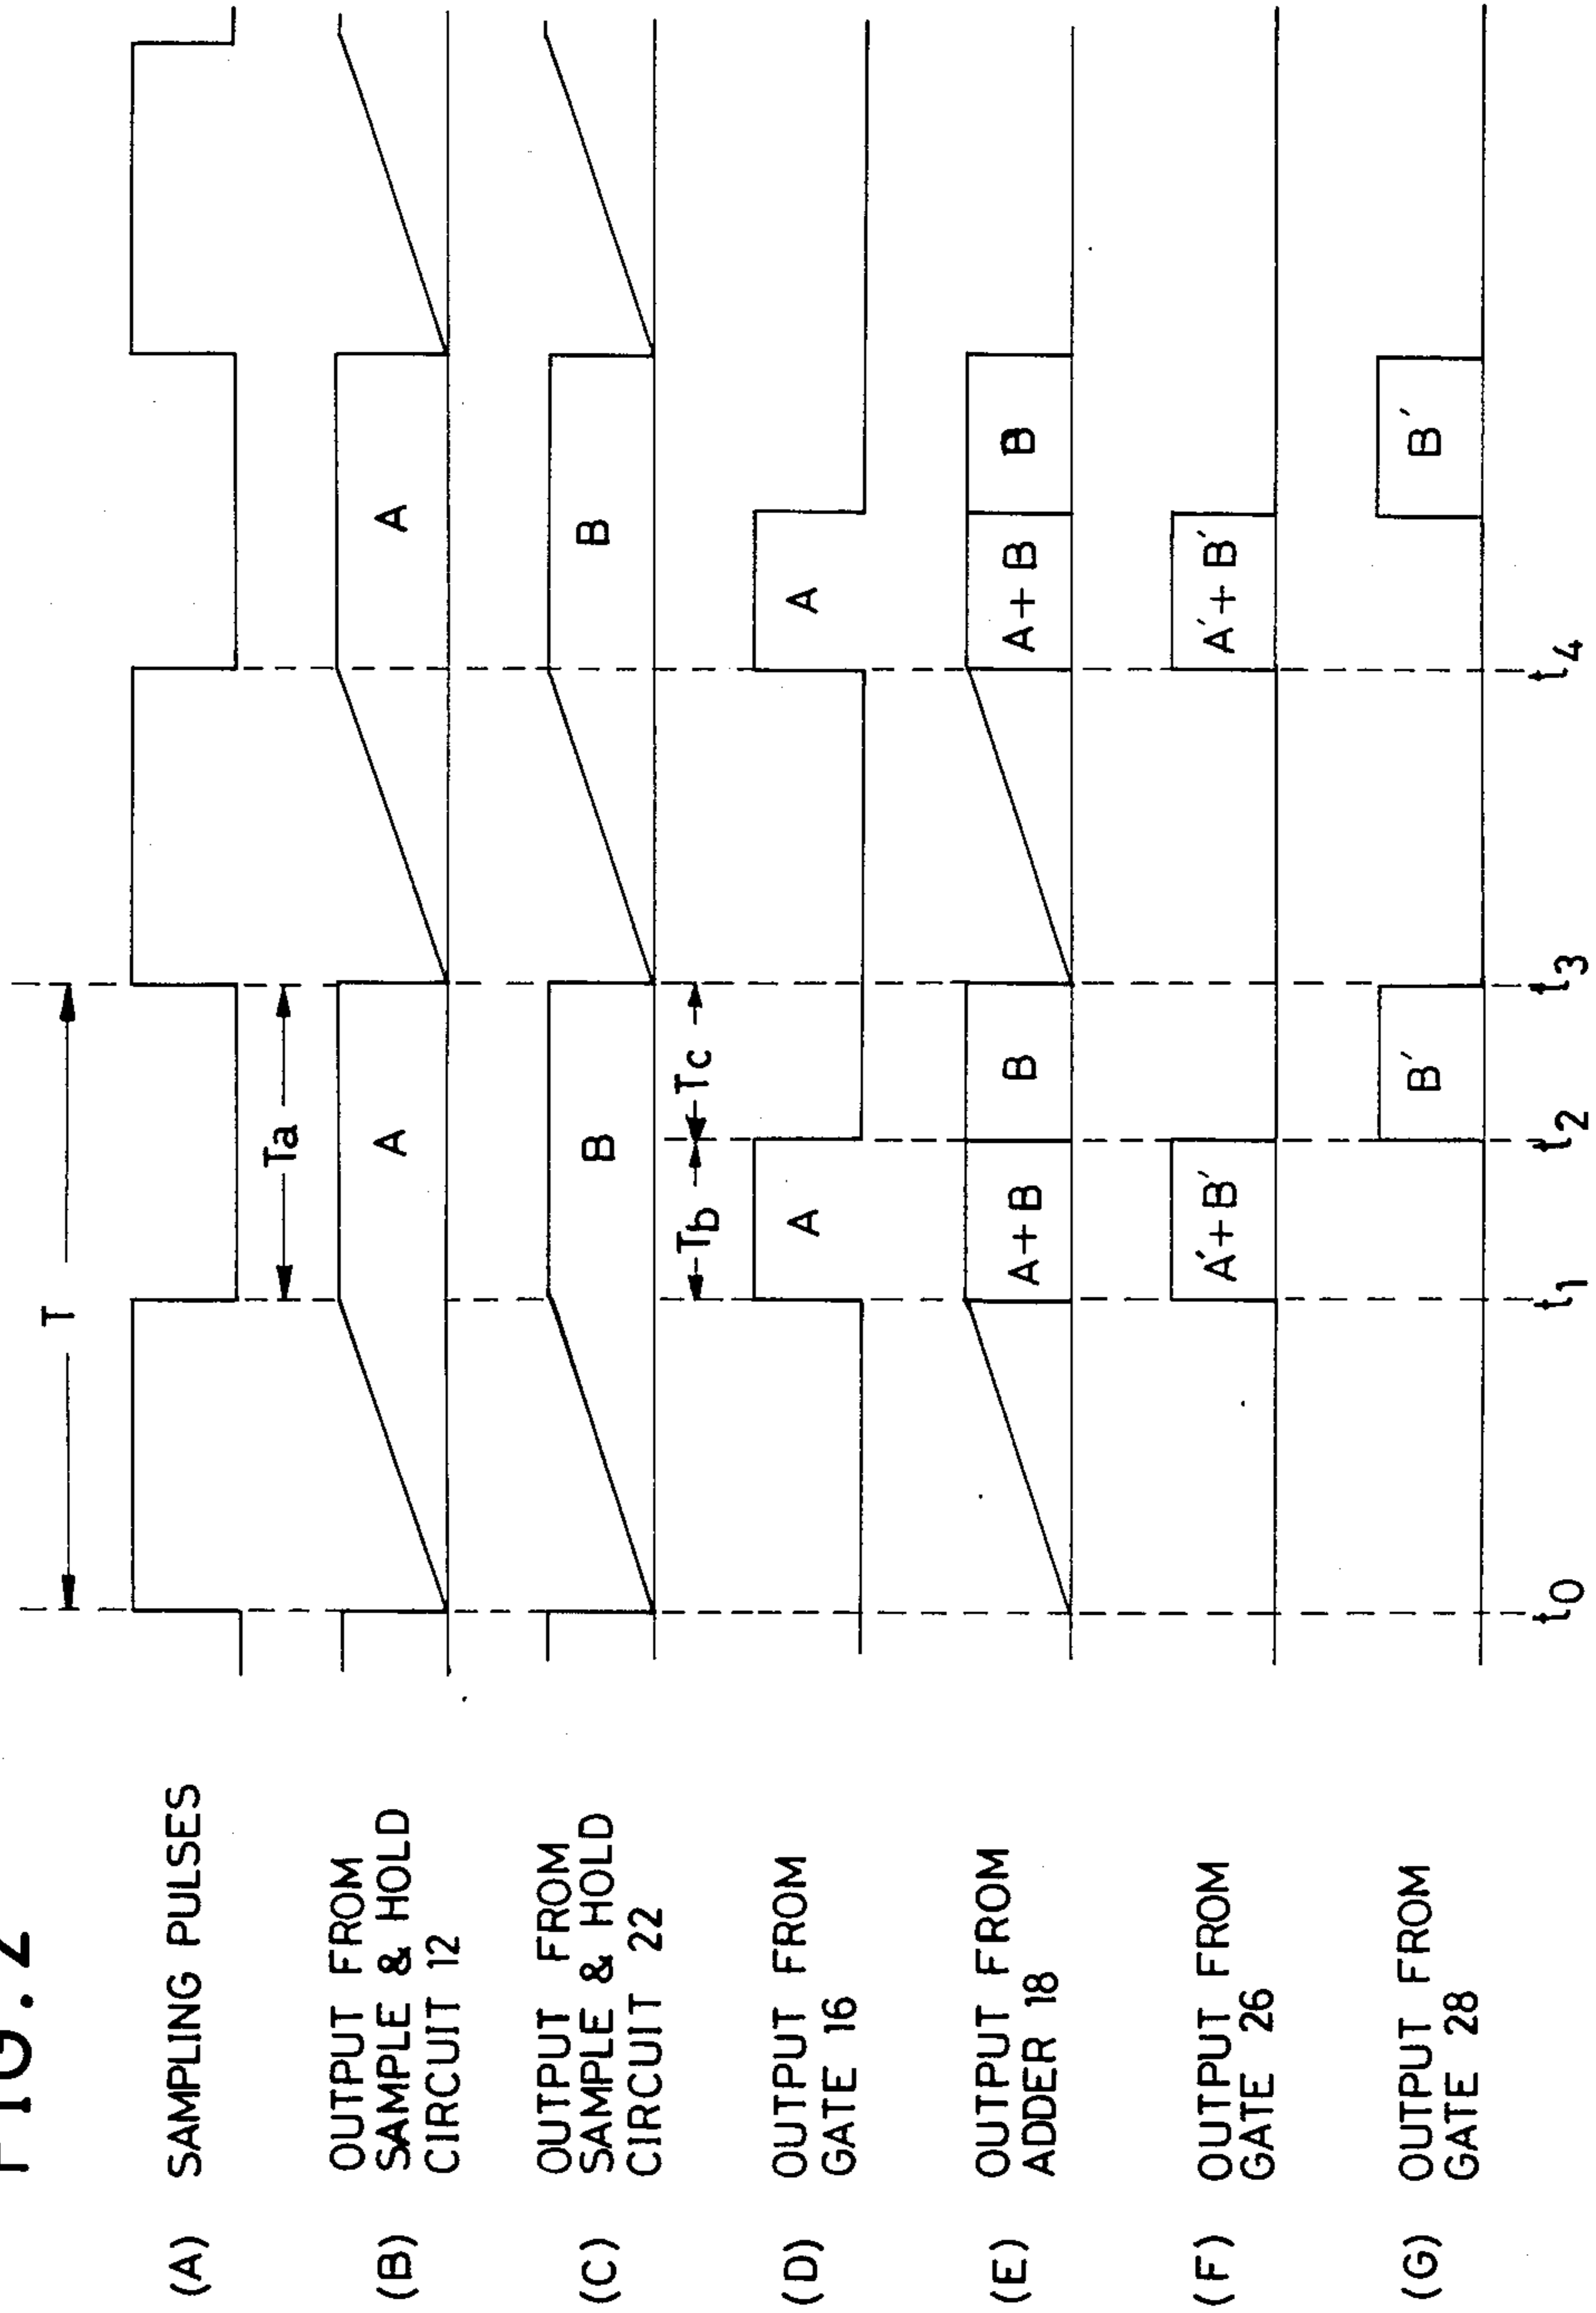 FIG. 2
T
(A) SAMPLING PULSES
Ta
(B) OUTPUT FROM
SAMPLE & HOLD
CIRCUIT 12
A
A
(C) OUTPUT FROM
SAMPLE & HOLD
CIRCUIT 22
B
B
Tb
Tc
(D) OUTPUT FROM
GATE 16
A
A
(E) OUTPUT FROM
ADDER 18
A+B
B
A+B
B
(F) OUTPUT FROM
GATE 26
A'+B'
A'+B'
(G) OUTPUT FROM
GATE 28
B'
B'
t0 t1 t2 t3 t4